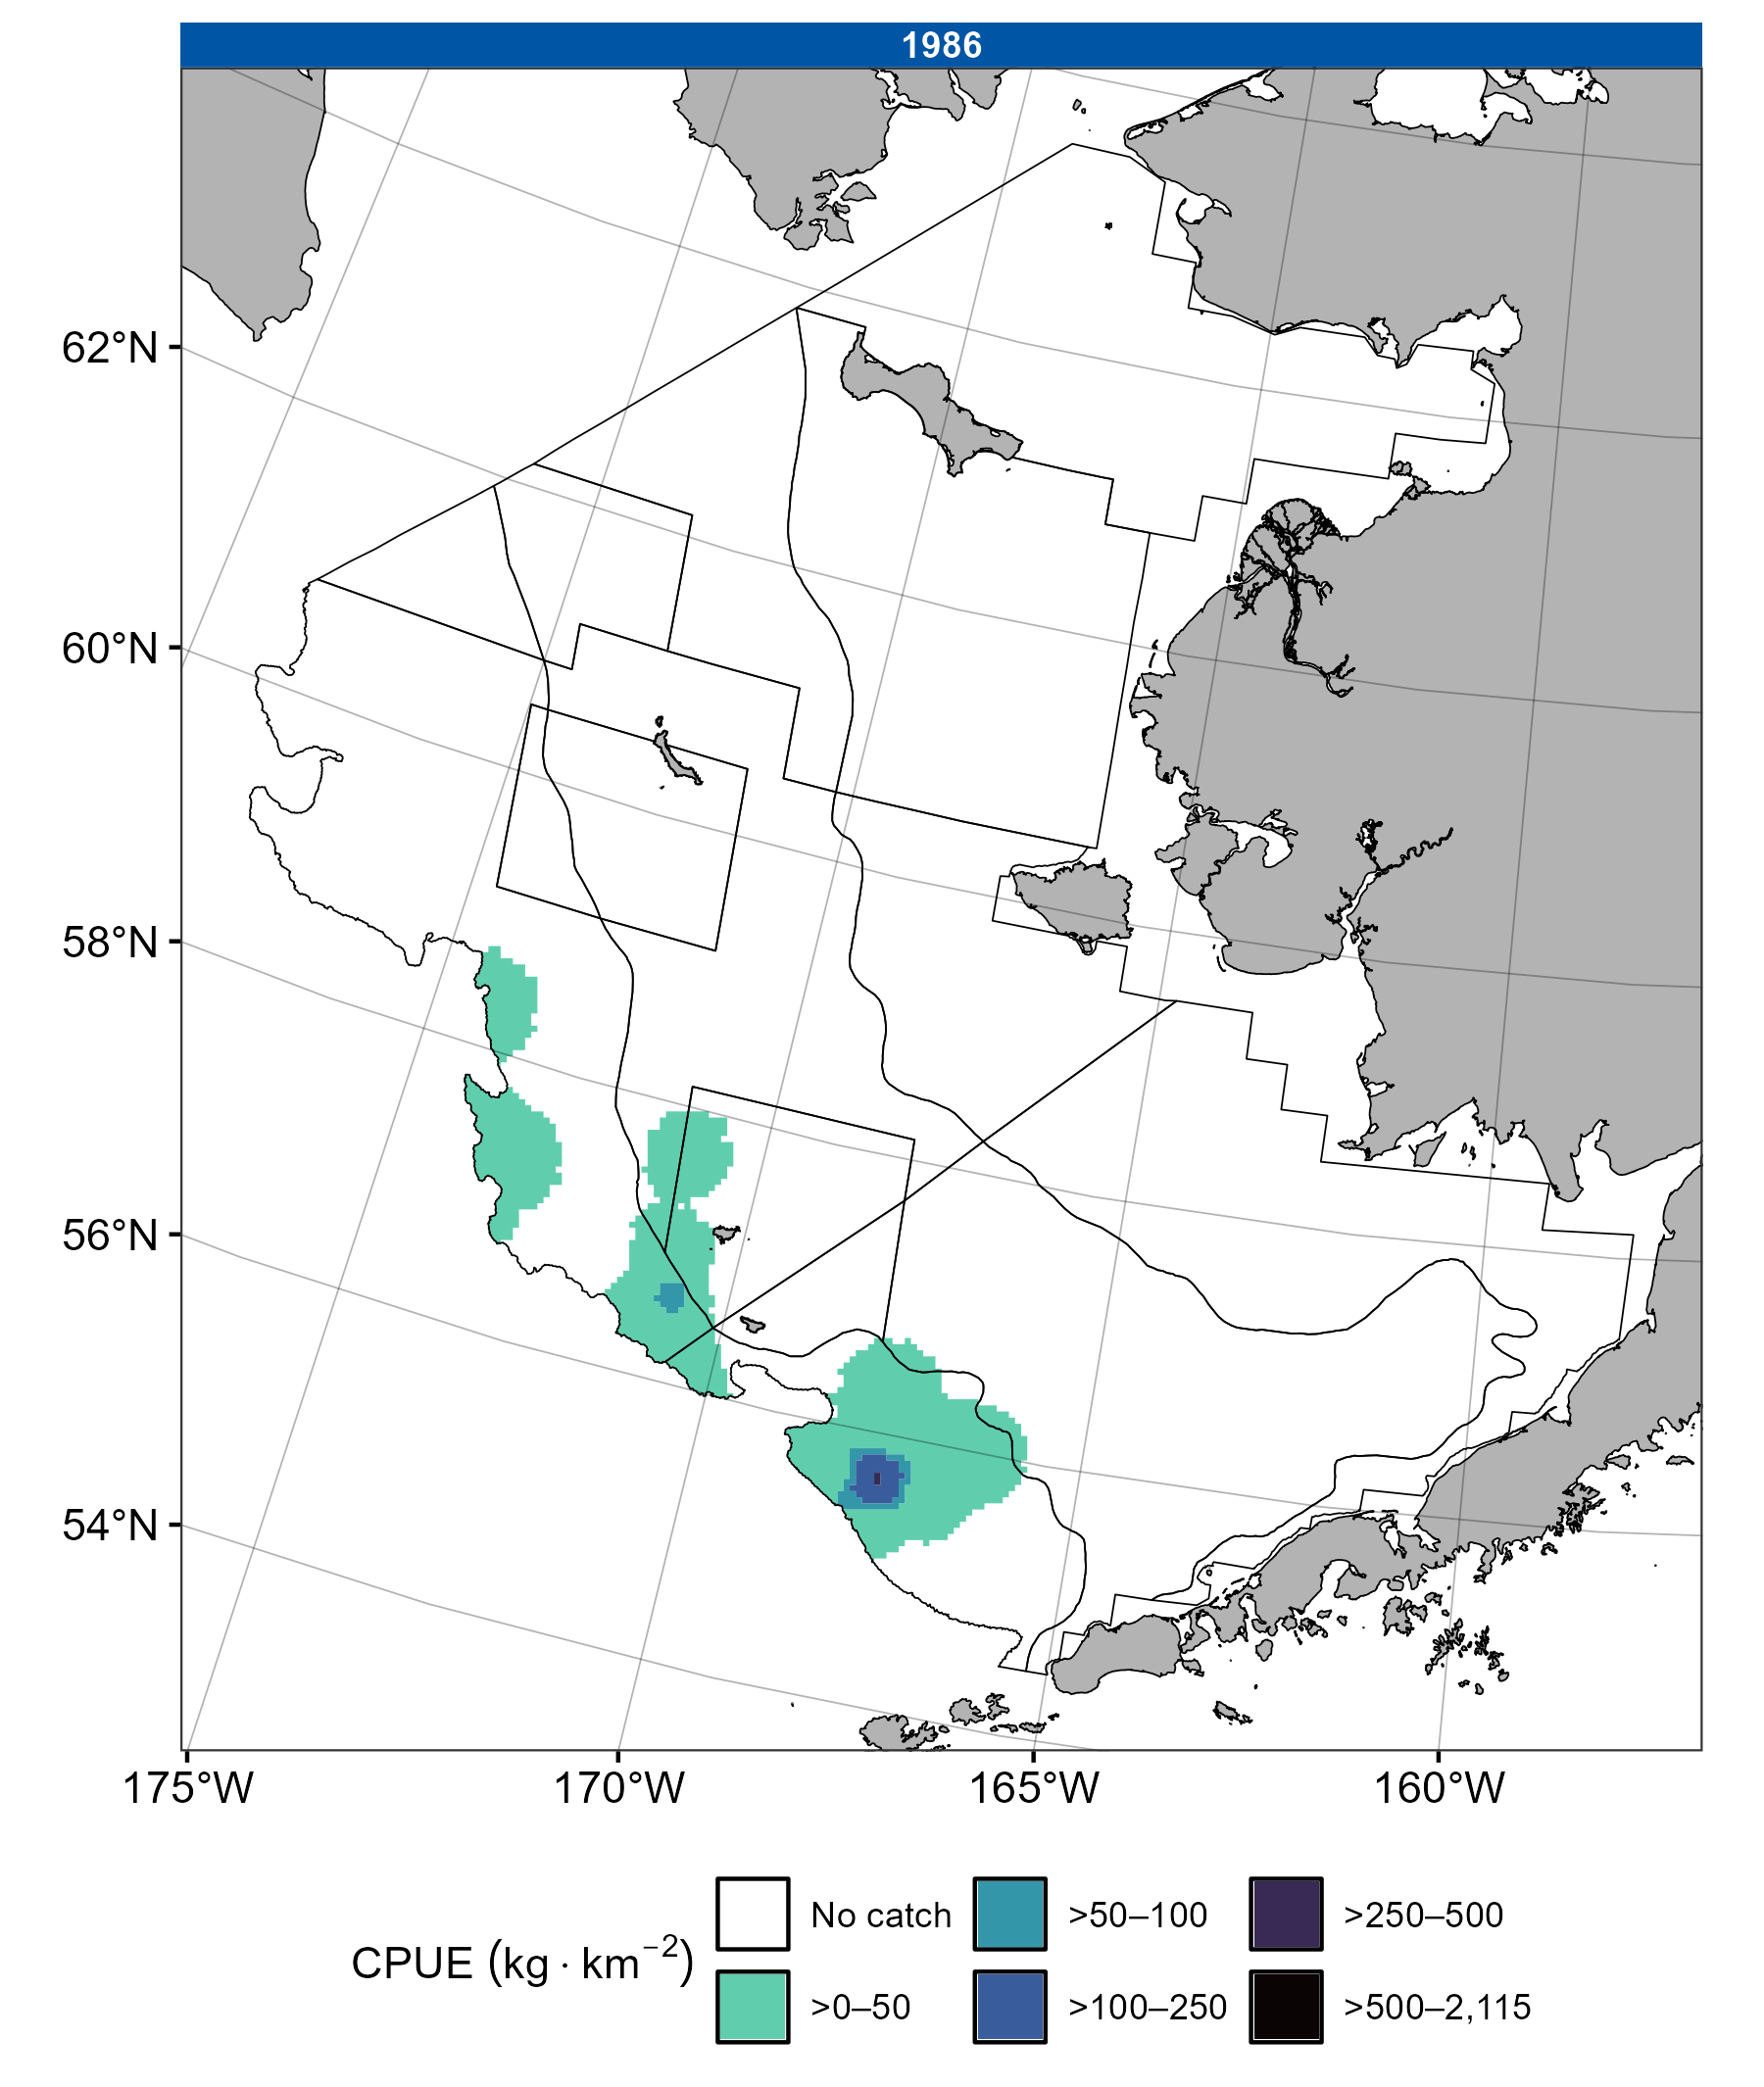 1986
62°N
60°N
58°N
56°N
54°N
175°W 170°W 165°W 160°W
CPUE (kg · km⁻²)
No catch
>0–50
>50–100
>100–250
>250–500
>500–2,115